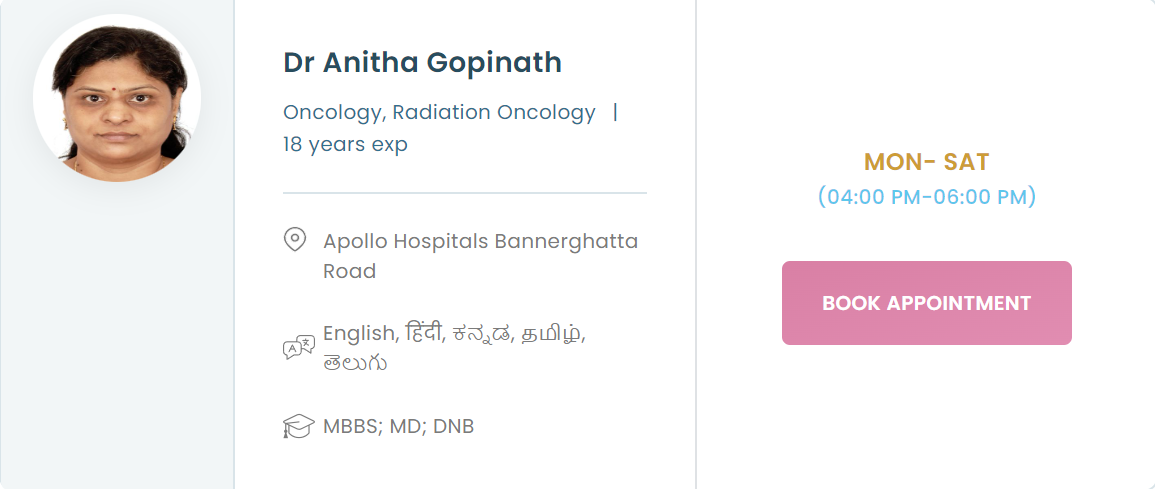 Dr Anitha Gopinath
Oncology, Radiation Oncology |
18 years exp
Apollo Hospitals Bannerghatta
Road
English, हिंदी, ಕನ್ನಡ, தமிழ்,
తెలుగు
MBBS; MD; DNB
MON- SAT
(04:00 PM-06:00 PM)
BOOK APPOINTMENT